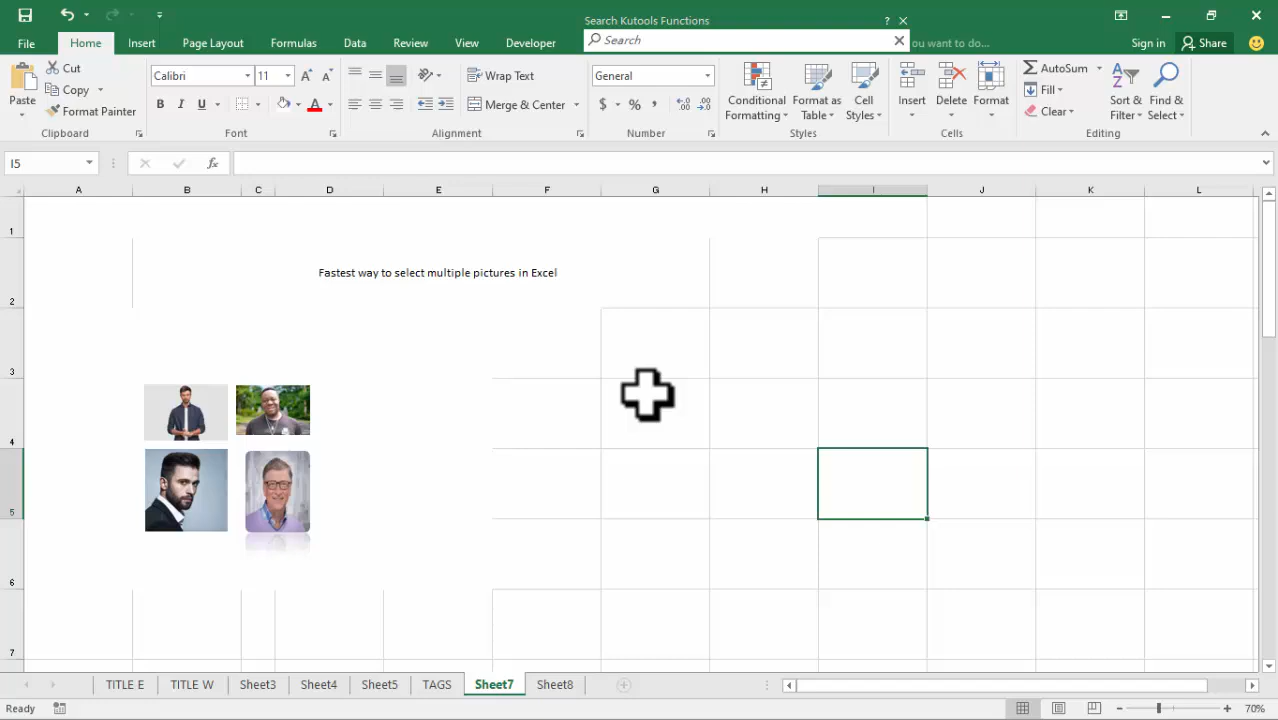 Search Kutools Functions ?
File Home Insert Page Layout Formulas Data Review View Developer Search you want to do... Sign in Share
Cut
Copy
Format Painter
Paste
Clipboard
Calibri 11
B I U
Font
Wrap Text
Merge & Center
Alignment
General
$ % ,
Number
Conditional Formatting
Format as Table
Cell Styles
Styles
Insert
Delete
Format
Cells
AutoSum
Fill
Clear
Sort & Filter
Find & Select
Editing
I5 fx
A B C D E F G H I J K L
1
Fastest way to select multiple pictures in Excel
2
3
4
5
6
7
TITLE E TITLE W Sheet3 Sheet4 Sheet5 TAGS Sheet7 Sheet8
Ready 70%